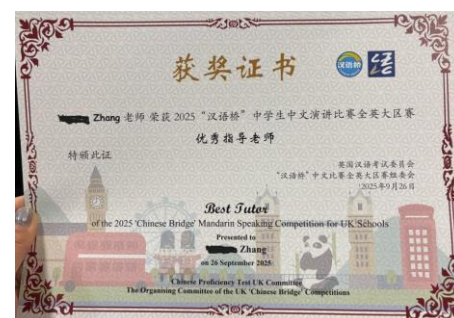 获奖证书
汉语桥
Zhang 老师 荣获 2025 “汉语桥” 中学生中文演讲比赛全英大区赛
优秀指导老师
特颁此证
英国汉语考试委员会
“汉语桥” 中文比赛全英大区赛组委会
2025年9月26日
Best Tutor
of the 2025 'Chinese Bridge' Mandarin Speaking Competition for UK Schools
Presented to
Zhang
on 26 September 2025
Chinese Proficiency Test UK Committee
The Organising Committee of the UK 'Chinese Bridge' Competitions